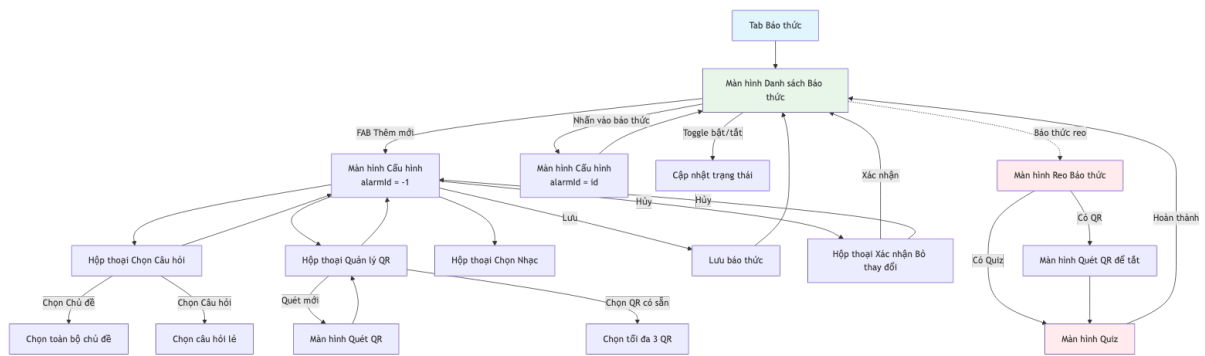 Tab Báo thức
Màn hình Danh sách Báo
thức
FAB Thêm mới
Nhấn vào báo thức
Toggle bật/tắt
Báo thức reo
Màn hình Cấu hình
alarmId = -1
Màn hình Cấu hình
alarmId = id
Cập nhật trạng thái
Xác nhận
Màn hình Reo Báo thức
Lưu
Hủy
Hủy
Có QR
Hoàn thành
Hộp thoại Chọn Câu hỏi
Hộp thoại Quản lý QR
Hộp thoại Chọn Nhạc
Lưu báo thức
Hộp thoại Xác nhận Bỏ
thay đổi
Có Quiz
Màn hình Quét QR để tắt
Chọn Chủ đề
Chọn Câu hỏi
Quét mới
Chọn QR có sẵn
Chọn toàn bộ chủ đề
Chọn câu hỏi lẻ
Màn hình Quét QR
Chọn tối đa 3 QR
Màn hình Quiz